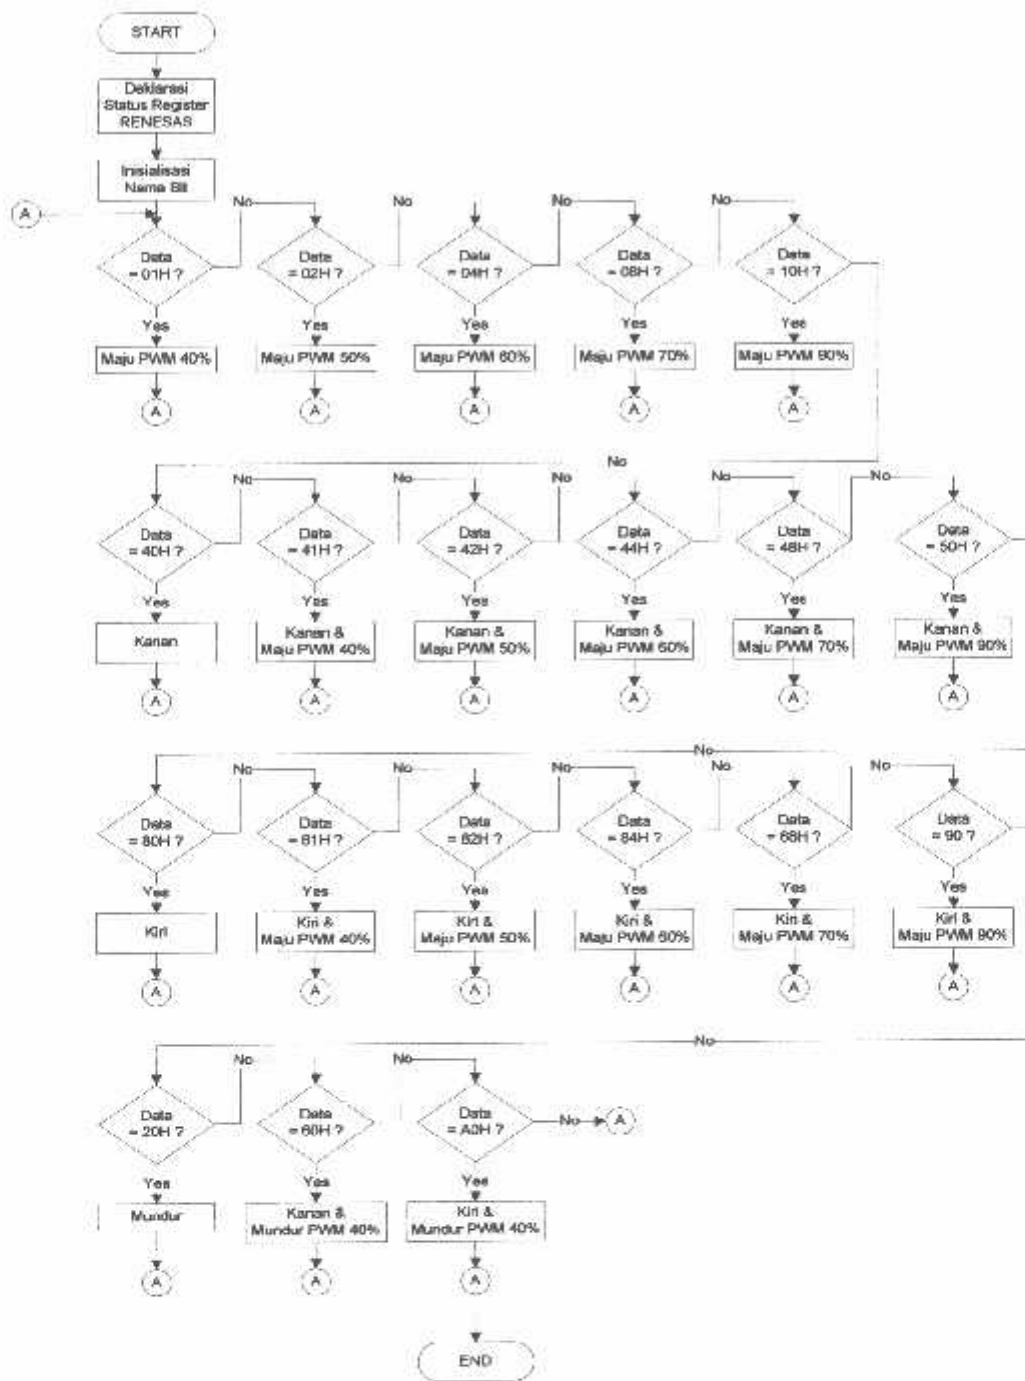 START
Deklarasi
Status Register
RENESAS
Inisialisasi
Nama Bit
A
No
No
No
No
Data
= 01H ?
Data
= 02H ?
Data
= 04H ?
Data
= 08H ?
Data
= 10H ?
Yes
Yes
Yes
Yes
Yes
Maju PWM 40%
Maju PWM 50%
Maju PWM 60%
Maju PWM 70%
Maju PWM 90%
A
A
A
A
A
No
No
No
No
No
No
Data
= 40H ?
Data
= 41H ?
Data
= 42H ?
Data
= 44H ?
Data
= 48H ?
Data
= 50H ?
Yes
Yes
Yes
Yes
Yes
Yes
Kanan
Kanan &
Maju PWM 40%
Kanan &
Maju PWM 50%
Kanan &
Maju PWM 60%
Kanan &
Maju PWM 70%
Kanan &
Maju PWM 90%
A
A
A
A
A
A
No
No
No
No
No
No
Data
= 80H ?
Data
= 81H ?
Data
= 82H ?
Data
= 84H ?
Data
= 88H ?
Data
= 90 ?
Yes
Yes
Yes
Yes
Yes
Yes
Kiri
Kiri &
Maju PWM 40%
Kiri &
Maju PWM 50%
Kiri &
Maju PWM 60%
Kiri &
Maju PWM 70%
Kiri &
Maju PWM 90%
A
A
A
A
A
A
No
No
No
Data
= 20H ?
Data
= 60H ?
Data
= A0H ?
No
A
Yes
Yes
Yes
Mundur
Kanan &
Mundur PWM 40%
Kiri &
Mundur PWM 40%
A
A
A
END